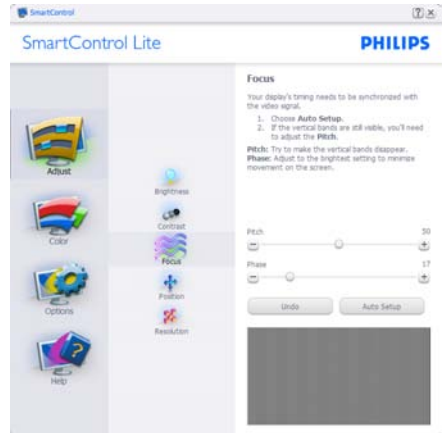 SmartControl
SmartControl Lite
PHILIPS
Adjust
Color
Options
Help
Brightness
Contrast
Focus
Position
Resolution
Focus
Your display's timing needs to be synchronized with
the video signal.
1. Choose Auto Setup.
2. If the vertical bands are still visible, you'll need
to adjust the Pitch.
Pitch: Try to make the vertical bands disappear.
Phase: Adjust to the brightest setting to minimize
movement on the screen.
Pitch 50
Phase 17
Undo
Auto Setup